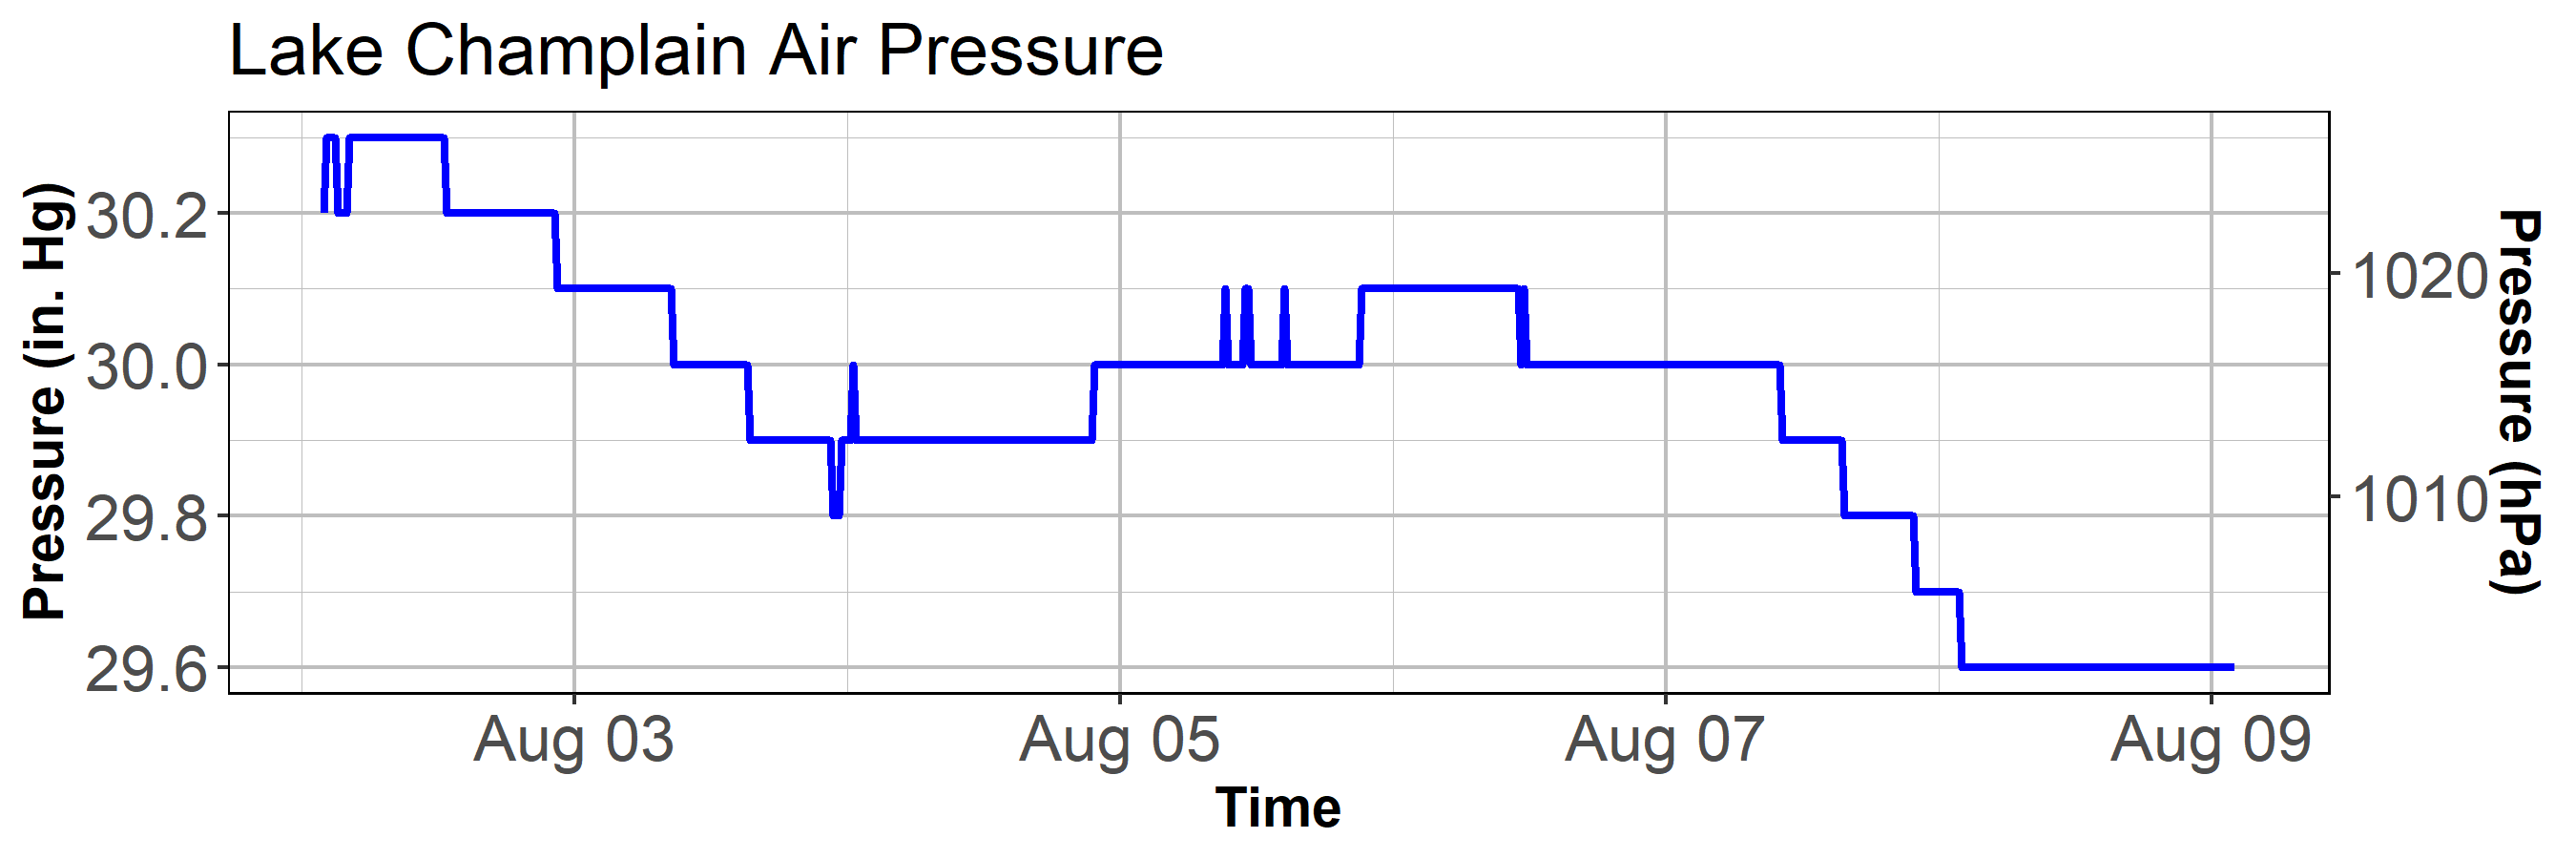 Lake Champlain Air Pressure
Pressure (in. Hg)
30.2
30.0
29.8
29.6
1020
1010
Pressure (hPa)
Aug 03
Aug 05
Aug 07
Aug 09
Time